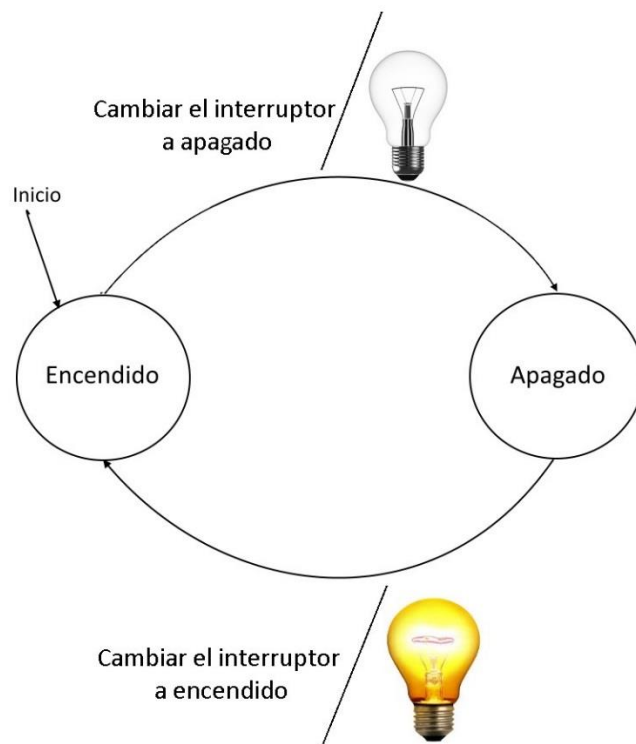 Cambiar el interruptor
a apagado
Inicio
Encendido
Apagado
Cambiar el interruptor
a encendido